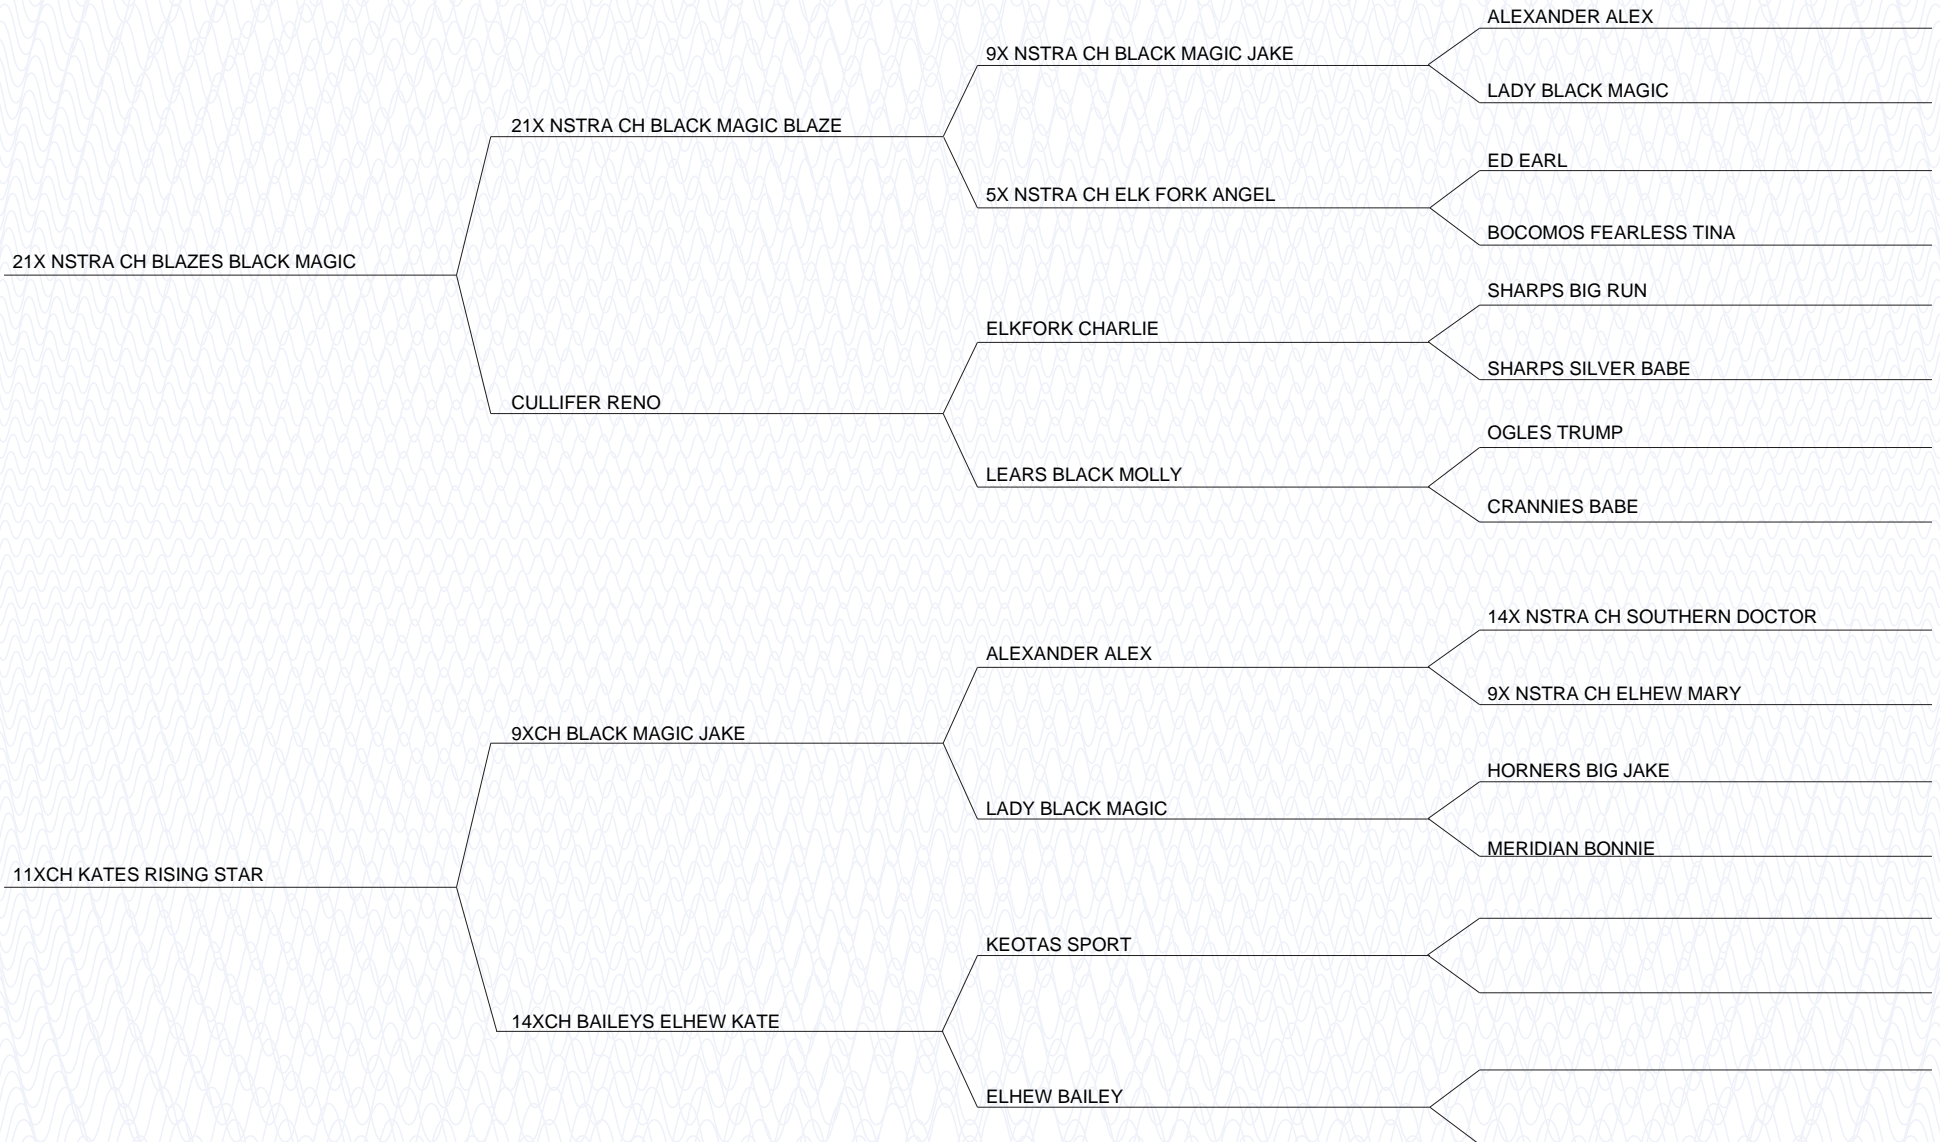 ALEXANDER ALEX
9X NSTRA CH BLACK MAGIC JAKE
LADY BLACK MAGIC
21X NSTRA CH BLACK MAGIC BLAZE
ED EARL
5X NSTRA CH ELK FORK ANGEL
BOCOMOS FEARLESS TINA
21X NSTRA CH BLAZES BLACK MAGIC
SHARPS BIG RUN
ELKFORK CHARLIE
SHARPS SILVER BABE
CULLIFER RENO
OGLES TRUMP
LEARS BLACK MOLLY
CRANNIES BABE
14X NSTRA CH SOUTHERN DOCTOR
ALEXANDER ALEX
9X NSTRA CH ELHEW MARY
9XCH BLACK MAGIC JAKE
HORNERS BIG JAKE
LADY BLACK MAGIC
MERIDIAN BONNIE
11XCH KATES RISING STAR
KEOTAS SPORT
14XCH BAILEYS ELHEW KATE
ELHEW BAILEY